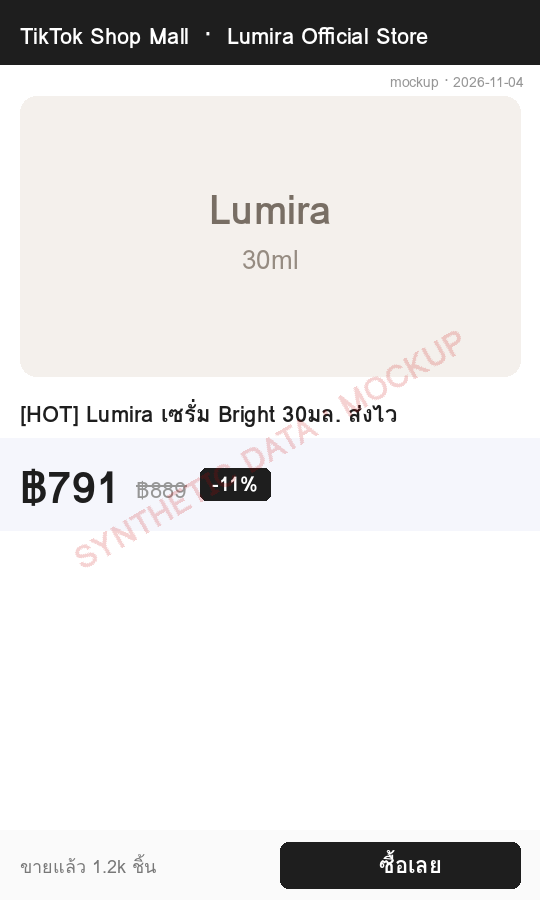 TikTok Shop Mall · Lumira Official Store
mockup · 2026-11-04
Lumira
30ml
[HOT] Lumira เซรั่ม Bright 30มล. ส่งไว
฿791 ฿889 -11%
SYNTHETIC DATA · MOCKUP
ขายแล้ว 1.2k ชิ้น
ซื้อเลย